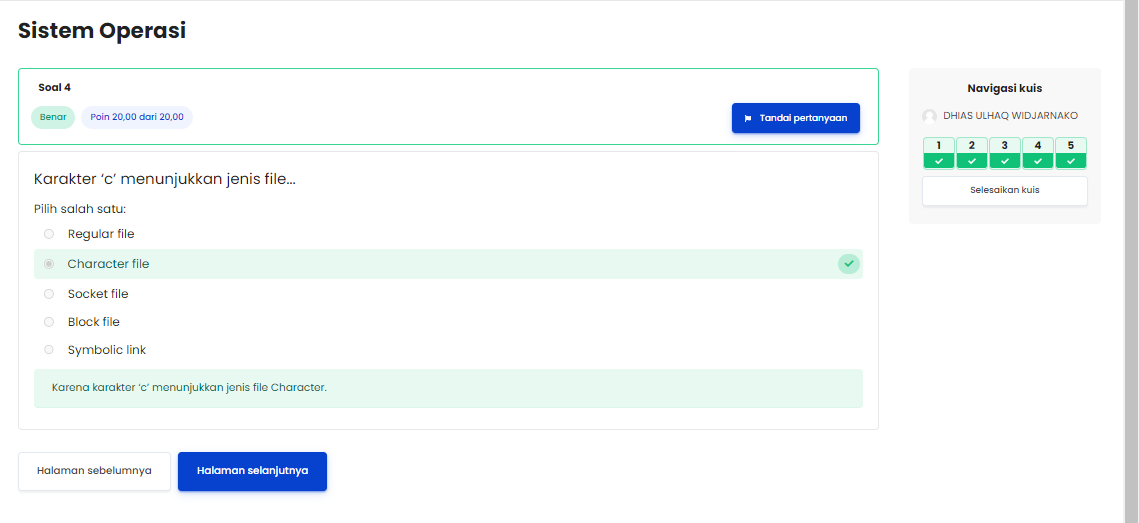 Sistem Operasi
Soal 4
Benar
Poin 20,00 dari 20,00
Tandai pertanyaan
Karakter ‘c’ menunjukkan jenis file...
Pilih salah satu:
Regular file
Character file
Socket file
Block file
Symbolic link
Karena karakter ‘c’ menunjukkan jenis file Character.
Halaman sebelumnya
Halaman selanjutnya
Navigasi kuis
DHIAS ULHAQ WIDJARNAKO
1 2 3 4 5
Selesaikan kuis